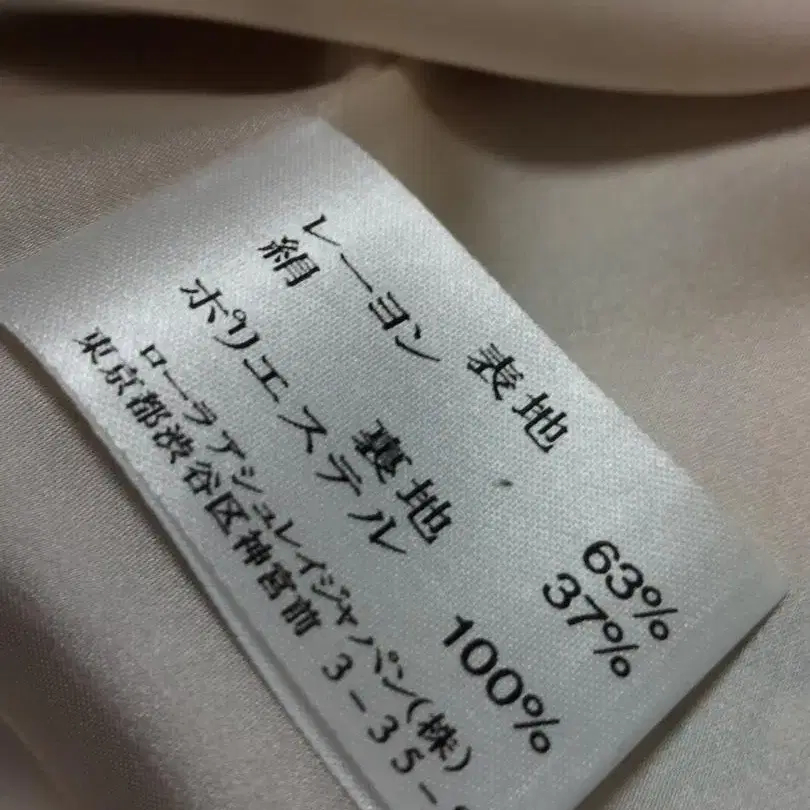 表地
レーヨン 63%
絹 37%
裏地
ポリエステル 100%
ローラ アシュレイジャパン(株)
東京都渋谷区神宮前 3-35-